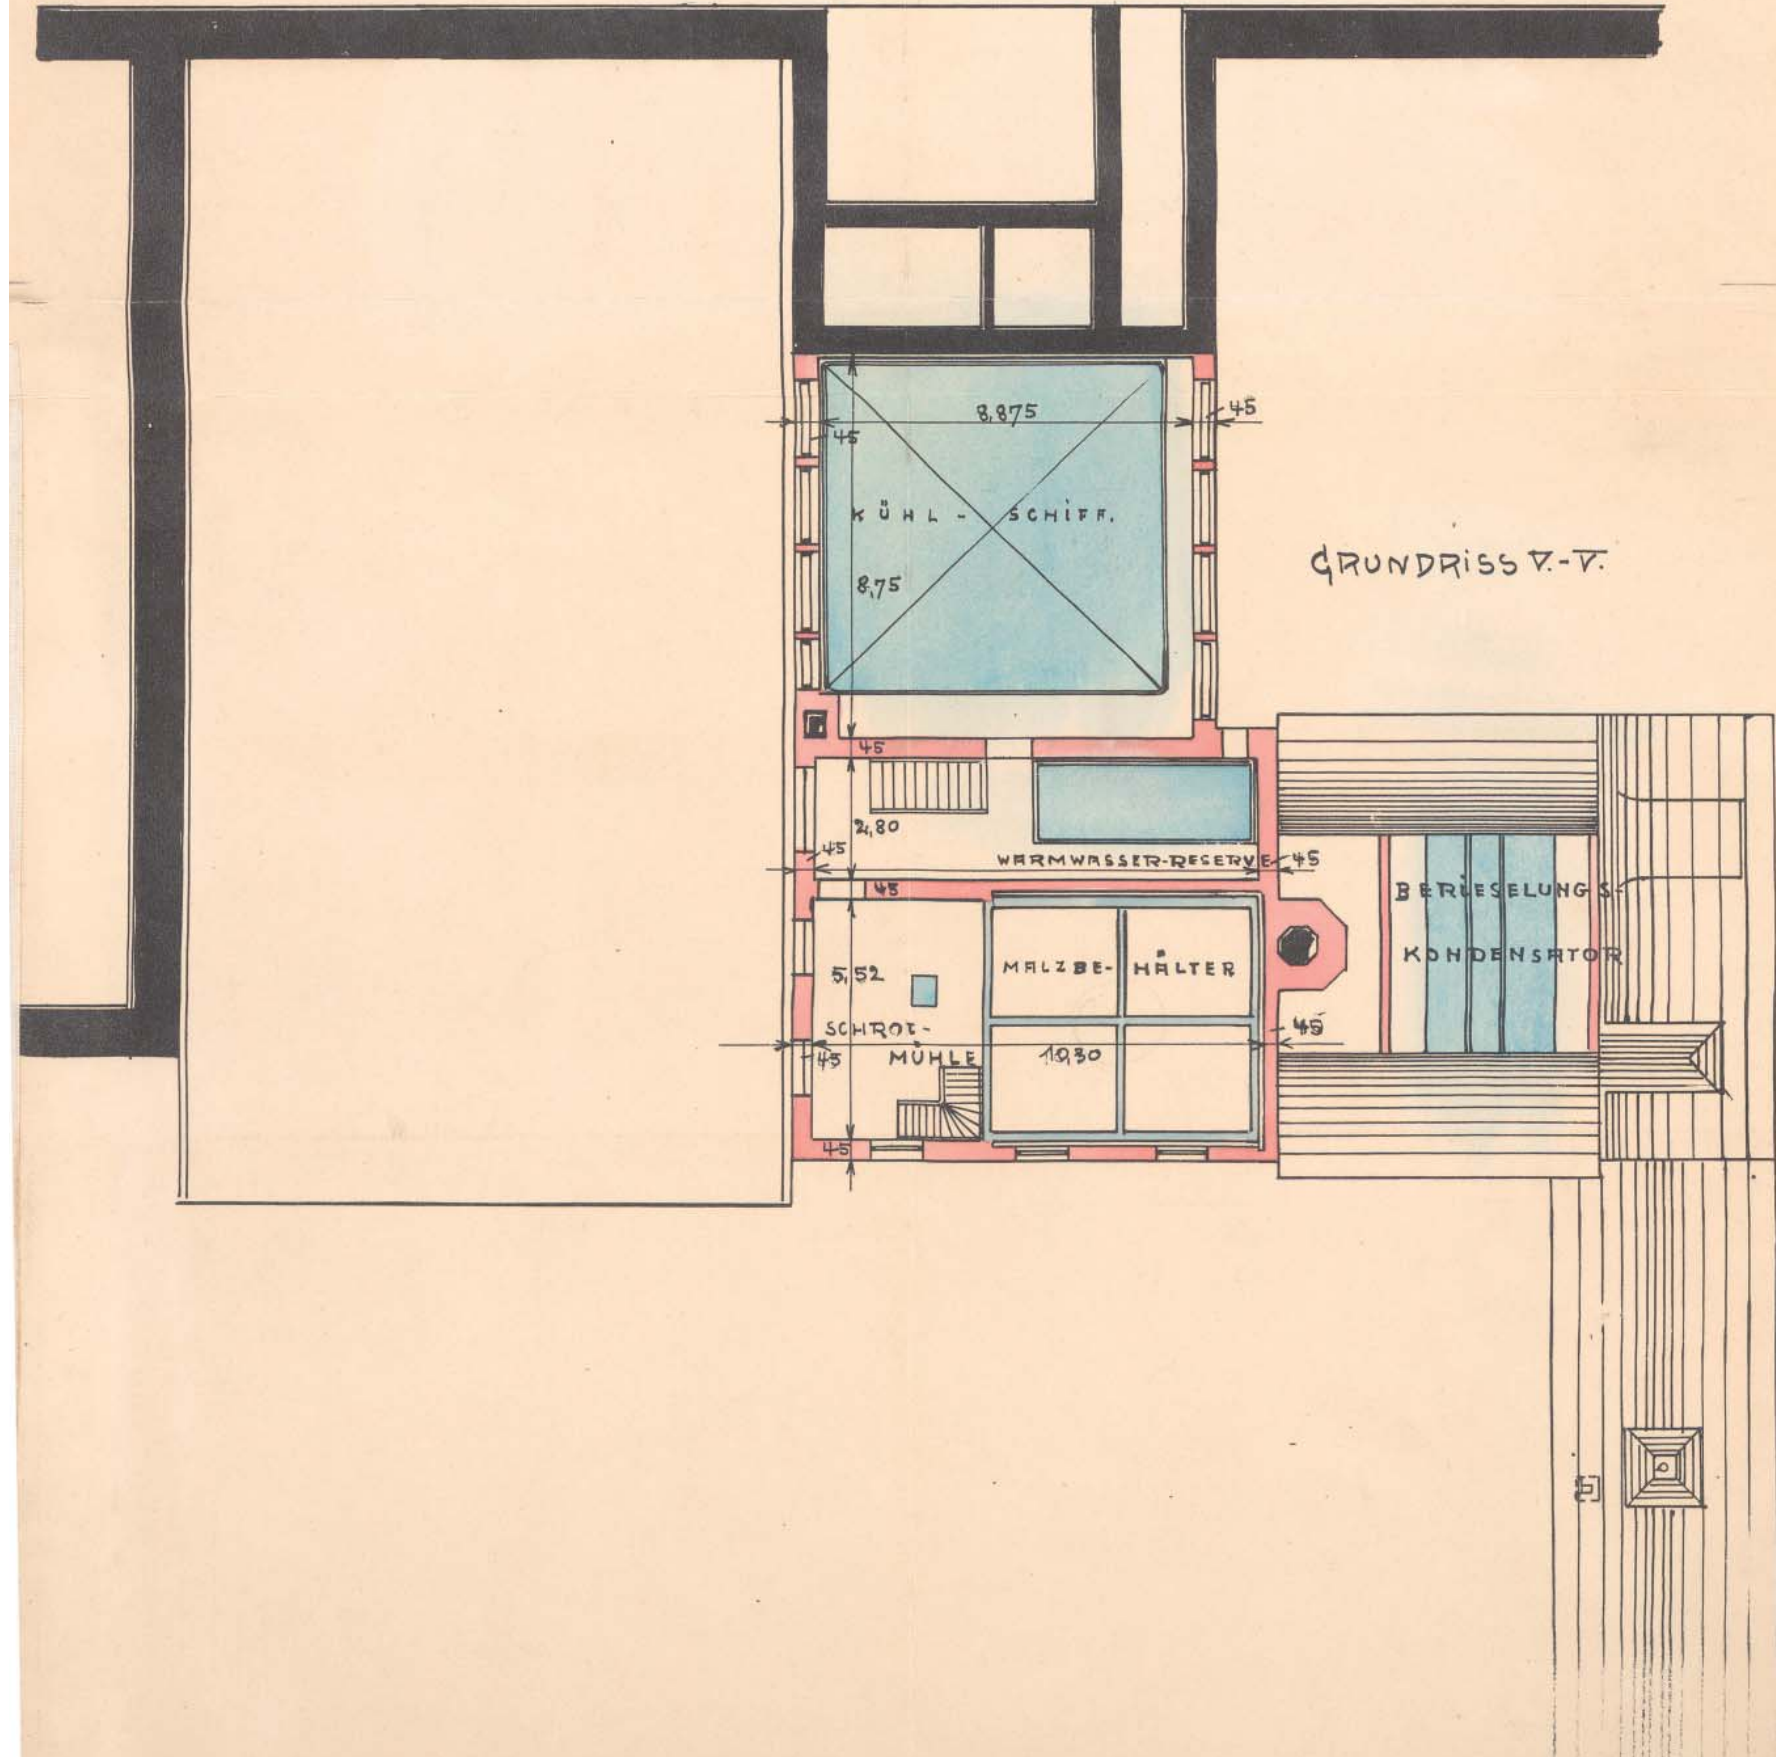 8,875
45
45
KÜHL - SCHIFF.
GRUNDRISS V.-V.
8,75
45
2,80
45
WARMWASSER-RESERVE
45
45
BERIESELUNGS-
KONDENSATOR
5,52
MALZBE- HÄLTER
SCHROT-
MÜHLE
10,30
45
45
45